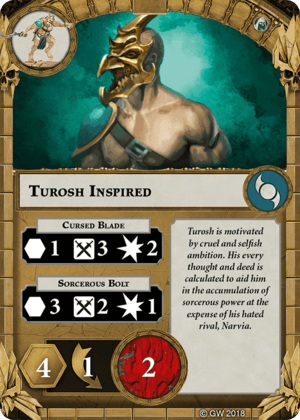 Turosh Inspired
Cursed Blade
1 3 2
Sorcerous Bolt
3 2 1
Turosh is motivated
by cruel and selfish
ambition. His every
thought and deed is
calculated to aid him
in the accumulation of
sorcerous power at the
expense of his hated
rival, Narvia.
4 1 2
© GW 2018